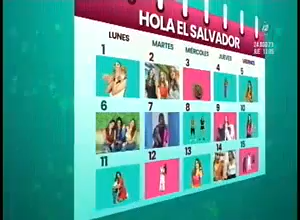 HOLA EL SALVADOR
LUNES MARTES MIÉRCOLES JUEVES VIERNES
1 2 3 4 5
6 7 8 9 10
11 12 13 14 15